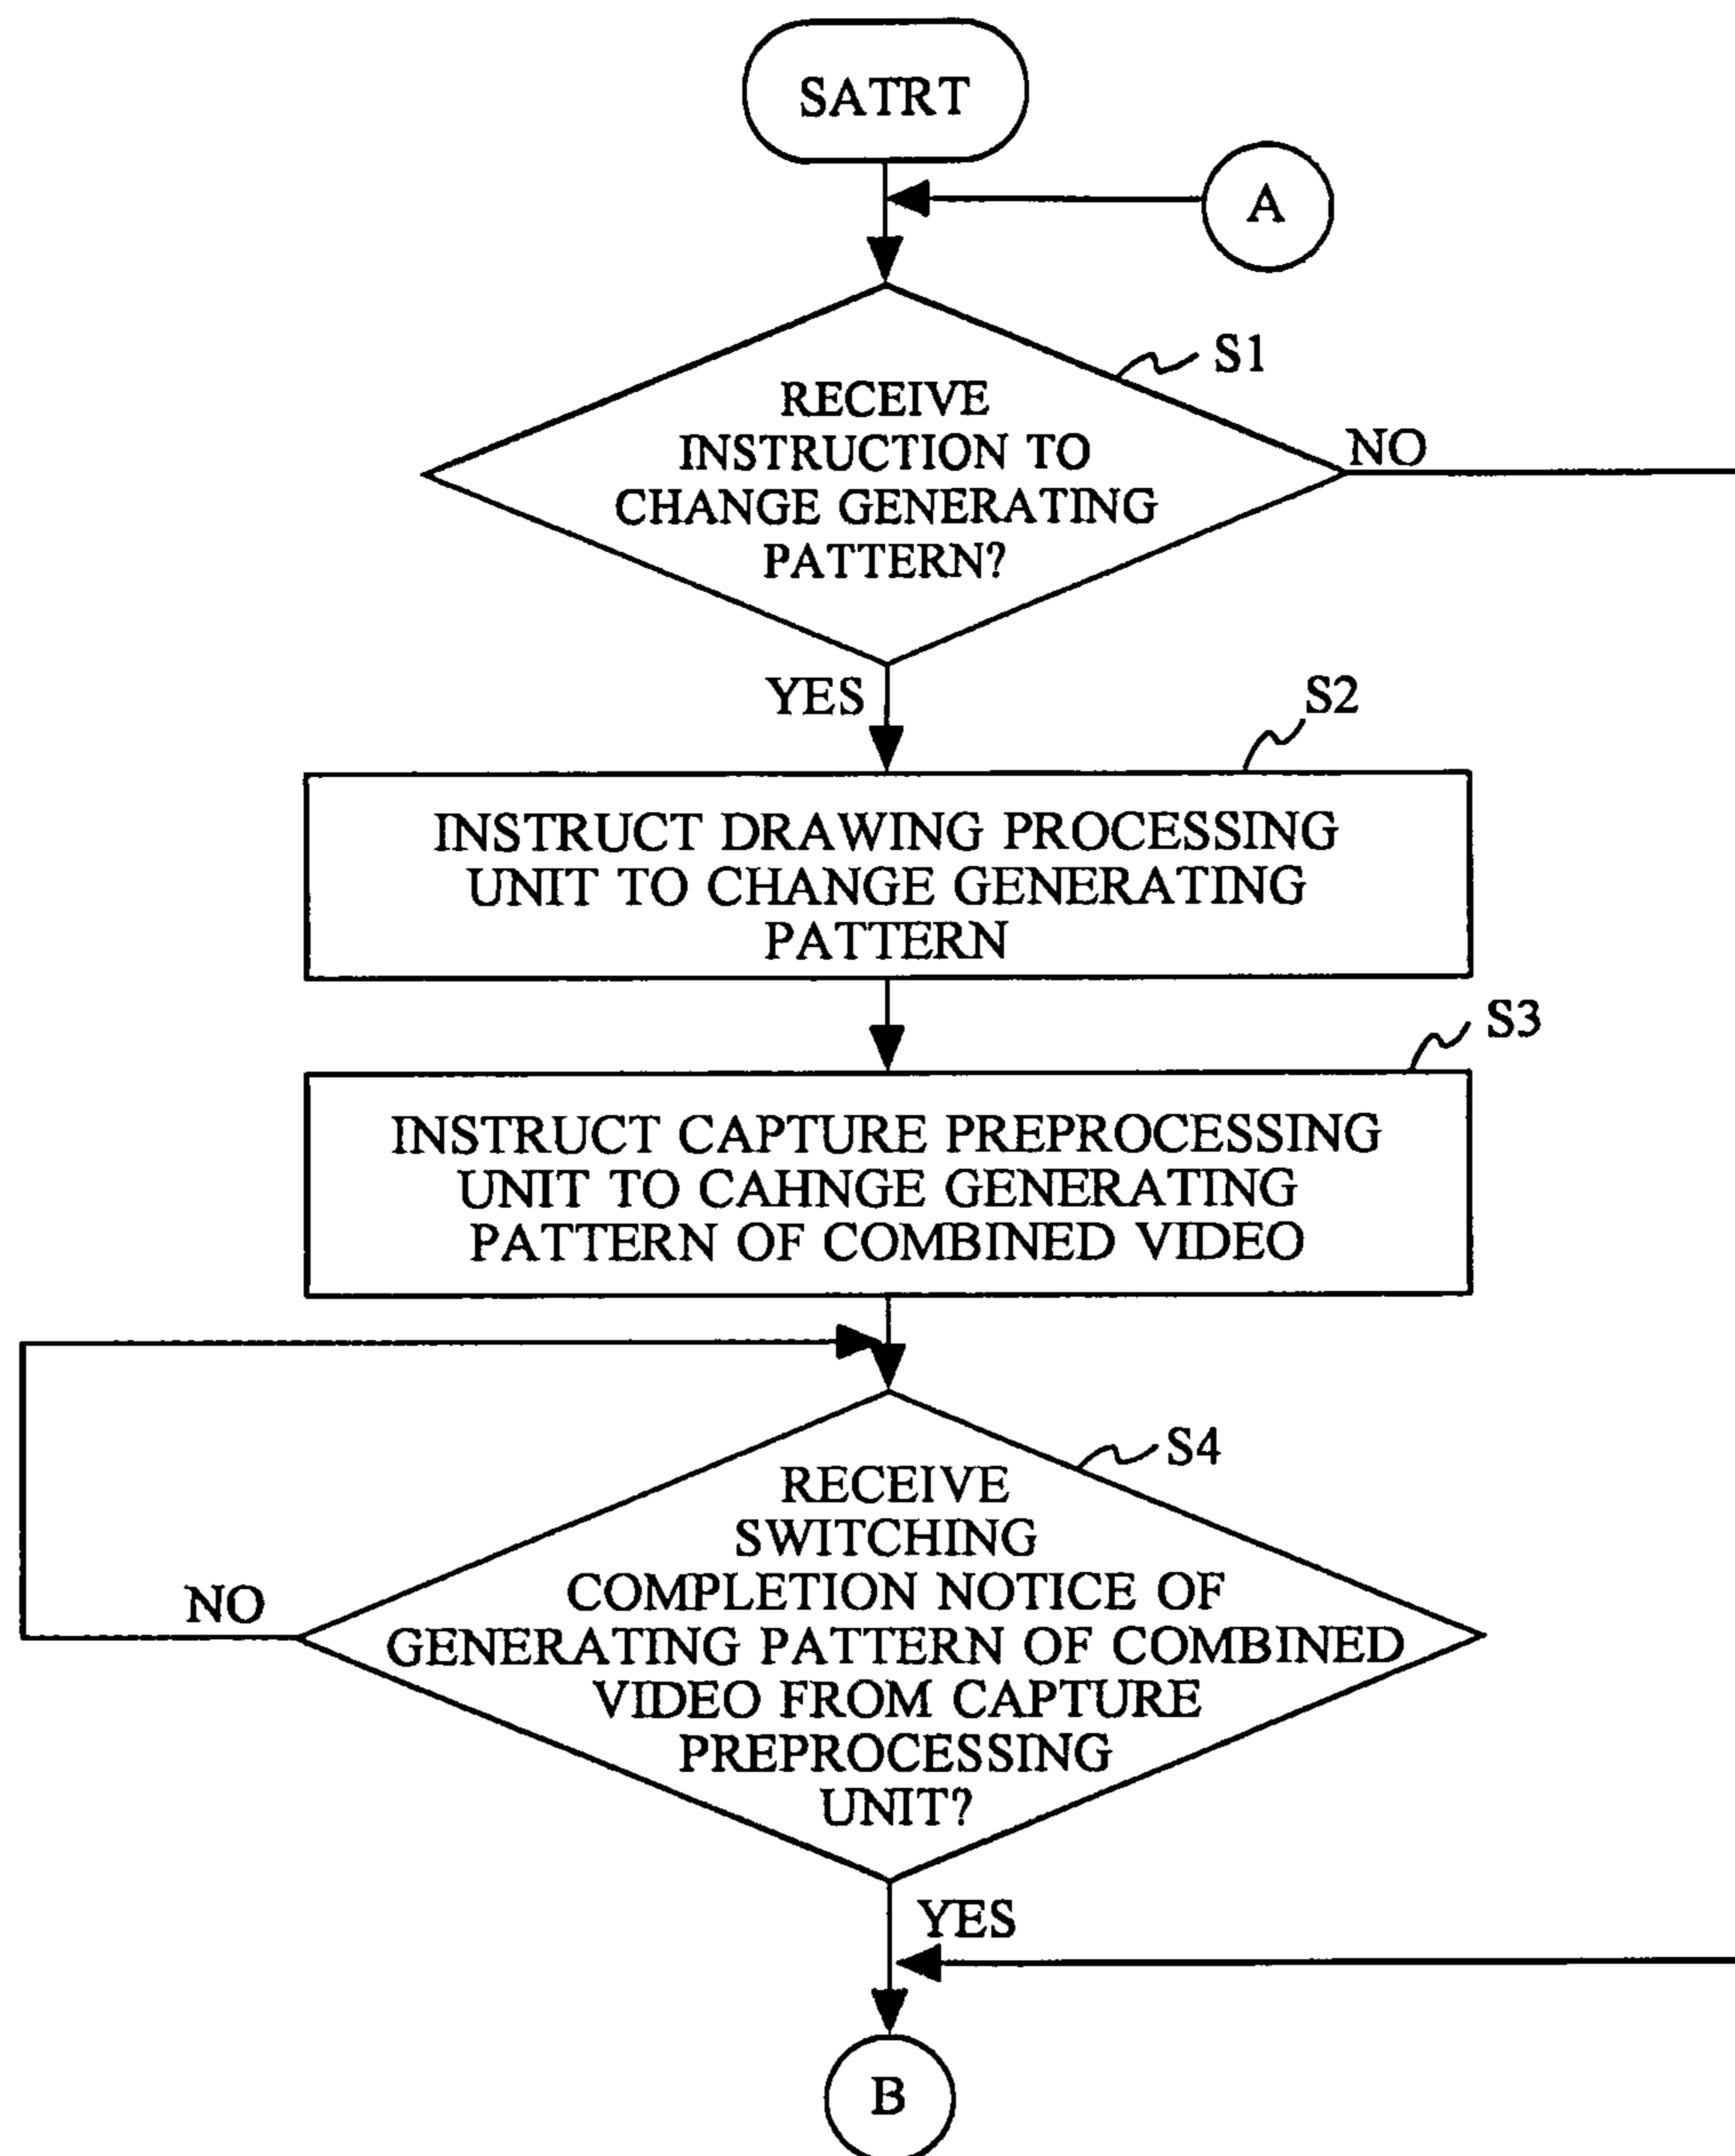 SATRT
A
S1
RECEIVE
INSTRUCTION TO
CHANGE GENERATING
PATTERN?
NO
YES
S2
INSTRUCT DRAWING PROCESSING
UNIT TO CHANGE GENERATING
PATTERN
S3
INSTRUCT CAPTURE PREPROCESSING
UNIT TO CAHNGE GENERATING
PATTERN OF COMBINED VIDEO
S4
RECEIVE
SWITCHING
COMPLETION NOTICE OF
GENERATING PATTERN OF COMBINED
VIDEO FROM CAPTURE
PREPROCESSING
UNIT?
NO
YES
B